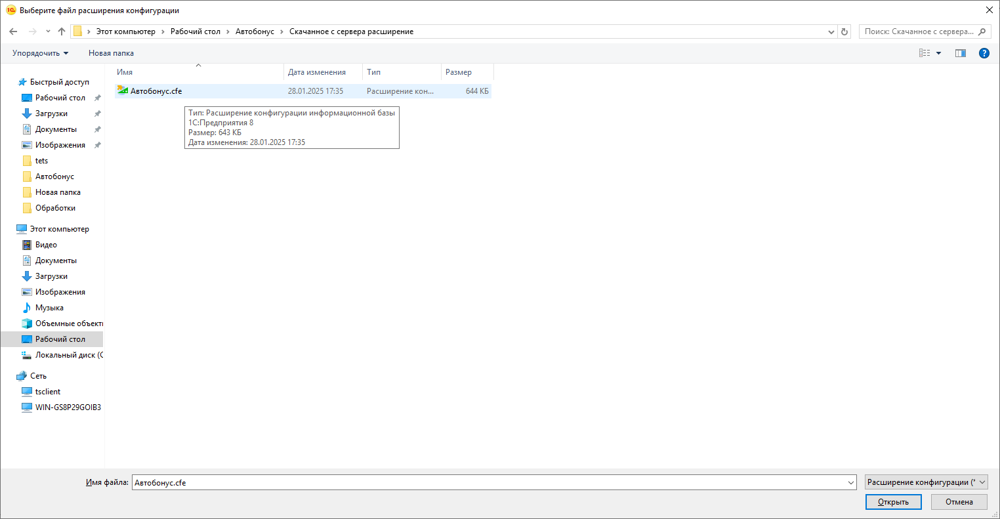 Выберите файл расширения конфигурации
Этот компьютер › Рабочий стол › Автобонус › Скачанное с сервера расширение
Поиск: Скачанное с сервера...
Упорядочить Новая папка
Имя Дата изменения Тип Размер
Автобонус.cfe 28.01.2025 17:35 Расширение кон... 644 КБ
Тип: Расширение конфигурации информационной базы
1С:Предприятия 8
Размер: 643 КБ
Дата изменения: 28.01.2025 17:35
Быстрый доступ
Рабочий стол
Загрузки
Документы
Изображения
tets
Автобонус
Новая папка
Обработки
Этот компьютер
Видео
Документы
Загрузки
Изображения
Музыка
Объемные объект
Рабочий стол
Локальный диск (C
Сеть
tsclient
WIN-GS8P29GOIB3
Имя файла: Автобонус.cfe
Расширение конфигурации (*
Открыть Отмена